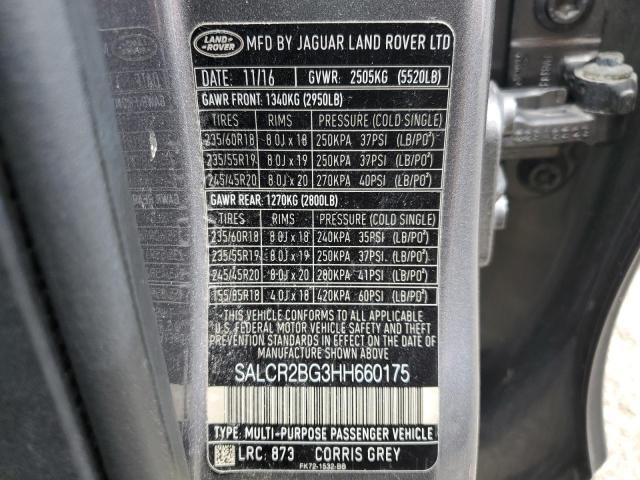 LAND ROVER MFD BY JAGUAR LAND ROVER LTD
DATE: 11/16 GVWR: 2505KG (5520LB)
GAWR FRONT: 1340KG (2950LB)
TIRES RIMS PRESSURE (COLD-SINGLE)
235/60R18 8.0J x 18 250KPA 37PSI (LB/PO²)
235/55R19 8.0J x 19 250KPA 37PSI (LB/PO²)
245/45R20 8.0J x 20 270KPA 40PSI (LB/PO²)
GAWR REAR: 1270KG (2800LB)
TIRES RIMS PRESSURE (COLD SINGLE)
235/60R18 8.0J x 18 240KPA 35PSI (LB/PO²)
235/55R19 8.0J x 19 250KPA 37PSI (LB/PO²)
245/45R20 8.0J x 20 280KPA 41PSI (LB/PO²)
155/85R18 4.0J x 18 420KPA 60PSI (LB/PO²)
THIS VEHICLE CONFORMS TO ALL APPLICABLE
U.S. FEDERAL MOTOR VEHICLE SAFETY AND THEFT
PREVENTION STANDARDS IN EFFECT ON THE DATE OF
MANUFACTURE SHOWN ABOVE
SALCR2BG3HH660175
TYPE: MULTI-PURPOSE PASSENGER VEHICLE
LRC: 873 CORRIS GREY
FK72-1532-BB